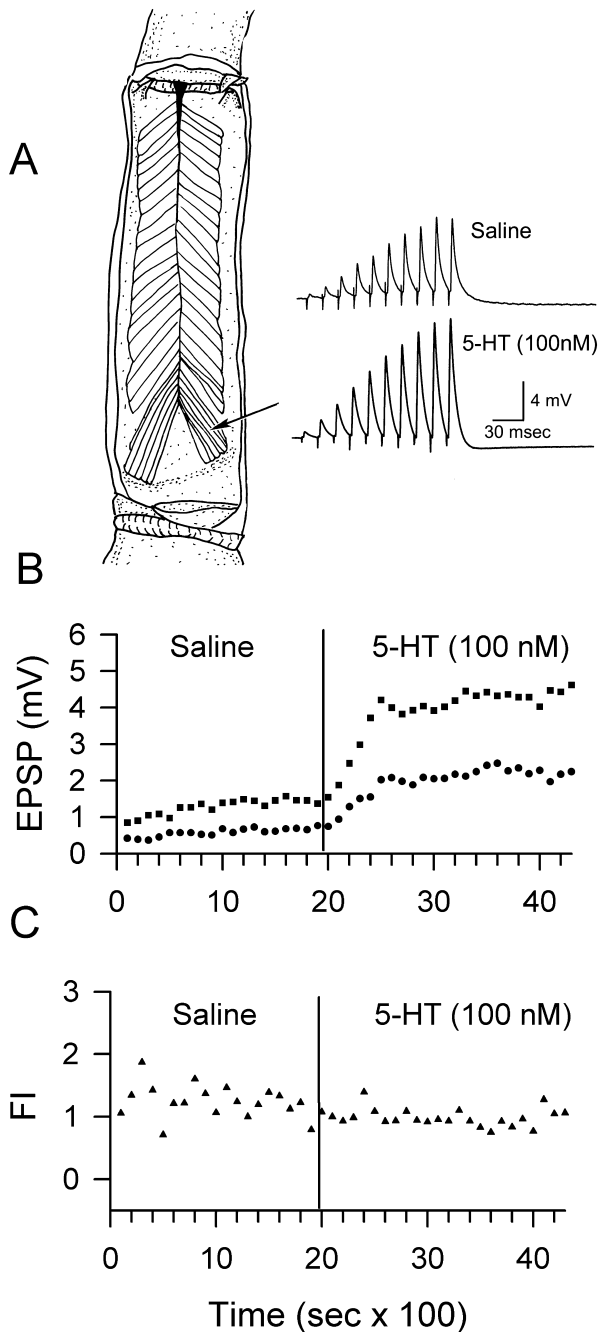 A
Saline
5-HT (100nM)
4 mV
30 msec
B
6
5
4
3
2
1
0
EPSP (mV)
Saline
5-HT (100 nM)
0 10 20 30 40
C
3
2
1
0
FI
Saline
5-HT (100 nM)
0 10 20 30 40
Time (sec x 100)